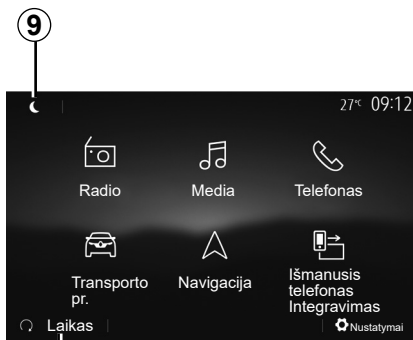 9
27°C 09:12
Radio Media Telefonas
Transporto
pr.
Navigacija
Išmanusis
telefonas
Integravimas
Laikas
Nustatymai